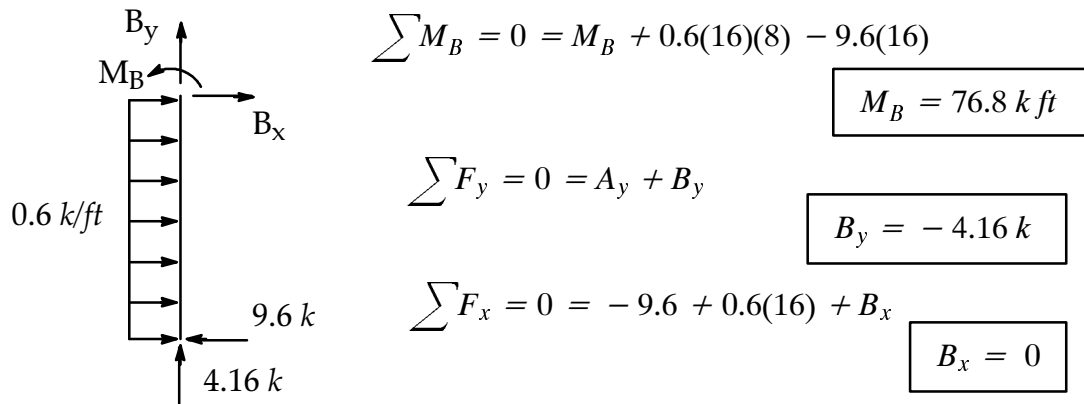 B_y
∑M_B = 0 = M_B + 0.6(16)(8) − 9.6(16)
M_B
B_x
M_B = 76.8 k ft
∑F_y = 0 = A_y + B_y
0.6 k/ft
B_y = − 4.16 k
∑F_x = 0 = − 9.6 + 0.6(16) + B_x
9.6 k
B_x = 0
4.16 k